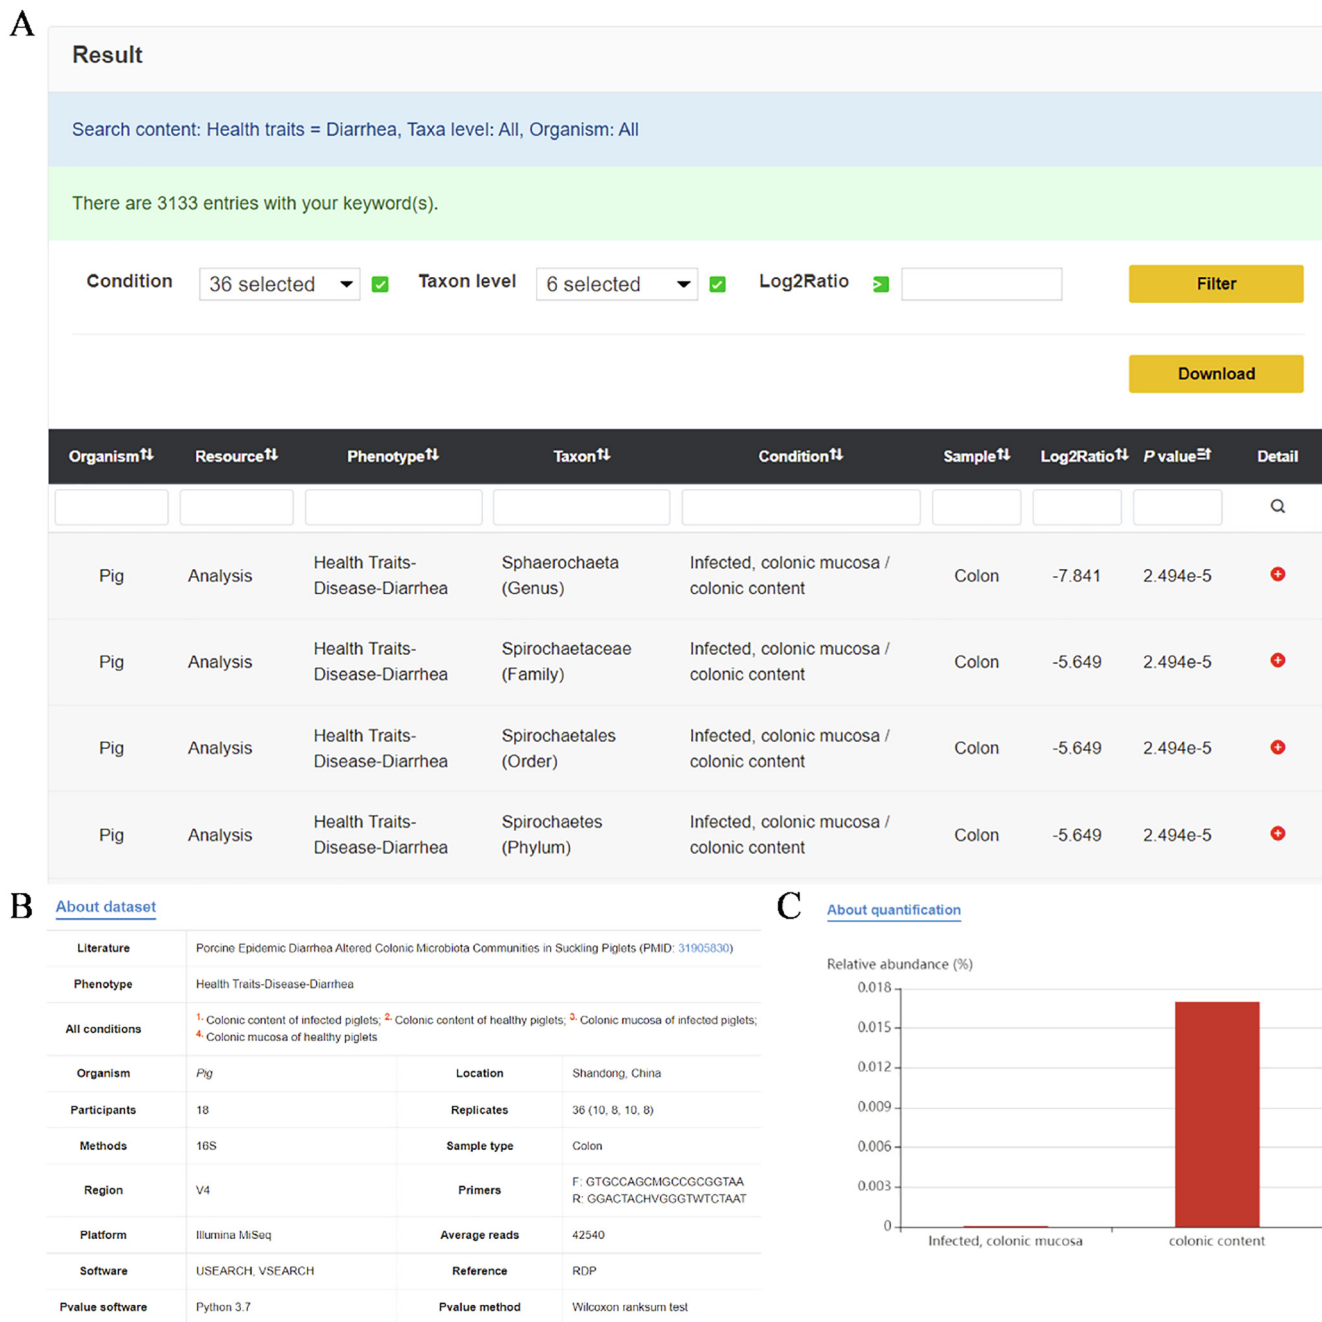 A
Result
Search content: Health traits = Diarrhea, Taxa level: All, Organism: All
There are 3133 entries with your keyword(s).
Condition 36 selected Taxon level 6 selected Log2Ratio > Filter
Download
Organism Resource Phenotype Taxon Condition Sample Log2Ratio P value Detail
Pig Analysis Health Traits-Disease-Diarrhea Sphaerochaeta (Genus) Infected, colonic mucosa / colonic content Colon -7.841 2.494e-5
Pig Analysis Health Traits-Disease-Diarrhea Spirochaetaceae (Family) Infected, colonic mucosa / colonic content Colon -5.649 2.494e-5
Pig Analysis Health Traits-Disease-Diarrhea Spirochaetales (Order) Infected, colonic mucosa / colonic content Colon -5.649 2.494e-5
Pig Analysis Health Traits-Disease-Diarrhea Spirochaetes (Phylum) Infected, colonic mucosa / colonic content Colon -5.649 2.494e-5
B
About dataset
Literature Porcine Epidemic Diarrhea Altered Colonic Microbiota Communities in Suckling Piglets (PMID: 31905830)
Phenotype Health Traits-Disease-Diarrhea
All conditions 1. Colonic content of infected piglets; 2. Colonic content of healthy piglets; 3. Colonic mucosa of infected piglets;
4. Colonic mucosa of healthy piglets
Organism Pig Location Shandong, China
Participants 18 Replicates 36 (10, 8, 10, 8)
Methods 16S Sample type Colon
Region V4 Primers F: GTGCCAGCMGCCGCGGTAA
R: GGACTACHVGGGTWTCTAAT
Platform Illumina MiSeq Average reads 42540
Software USEARCH, VSEARCH Reference RDP
Pvalue software Python 3.7 Pvalue method Wilcoxon ranksum test
C
About quantification
Relative abundance (%)
0.018
0.015
0.012
0.009
0.006
0.003
0
Infected, colonic mucosa colonic content